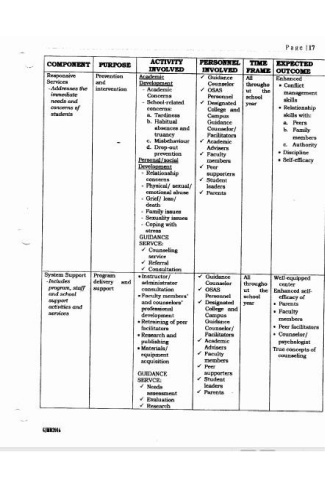 Page | 17
COMPONENT
PURPOSE
ACTIVITY INVOLVED
PERSONNEL INVOLVED
TIME FRAME
EXPECTED OUTCOME
Responsive
Services
- Addresses the
immediate
needs and
concerns of
students
Prevention
and
intervention
Academic
Development
- Academic
Concerns
- School-related
concerns:
a. Tardiness
b. Habitual
absences and
truancy
c. Misbehaviour
d. Drop-out
prevention
Personal/social
Development
- Relationship
concerns
- Physical/ sexual/
emotional abuse
- Grief/ loss/
death
- Family issues
- Sexuality issues
- Coping with
stress
GUIDANCE
SERVCE:
✓ Counseling
service
✓ Referral
✓ Consultation
✓ Guidance
Counselor
✓ OSAS
Personnel
✓ Designated
College and
Campus
Guidance
Counselor/
Facilitators
✓ Academic
Advisers
✓ Faculty
members
✓ Peer
supporters
✓ Student
leaders
✓ Parents
All
througho
ut the
school
year
Enhanced
• Conflict
management
skills
• Relationship
skills with:
a. Peers
b. Family
members
c. Authority
• Discipline
• Self-efficacy
System Support
-Includes
program, staff
and school
support
activities and
services
Program
delivery and
support
• Instructor/
administrator
consultation
• Faculty members'
and counselors'
professional
development
• Retraining of peer
facilitators
• Research and
publishing
• Materials/
equipment
acquisition
GUIDANCE
SERVCE:
✓ Needs
assessment
✓ Evaluation
✓ Research
✓ Guidance
Counselor
✓ OSAS
Personnel
✓ Designated
College and
Campus
Guidance
Counselor/
Facilitators
✓ Academic
Advisers
✓ Faculty
members
✓ Peer
supporters
✓ Student
leaders
✓ Parents
All
througho
ut the
school
year
Well-equipped
center
Enhanced self-
efficacy of
• Parents
• Faculty
members
• Peer facilitators
• Counselor/
psychologist
True concepts of
counseling